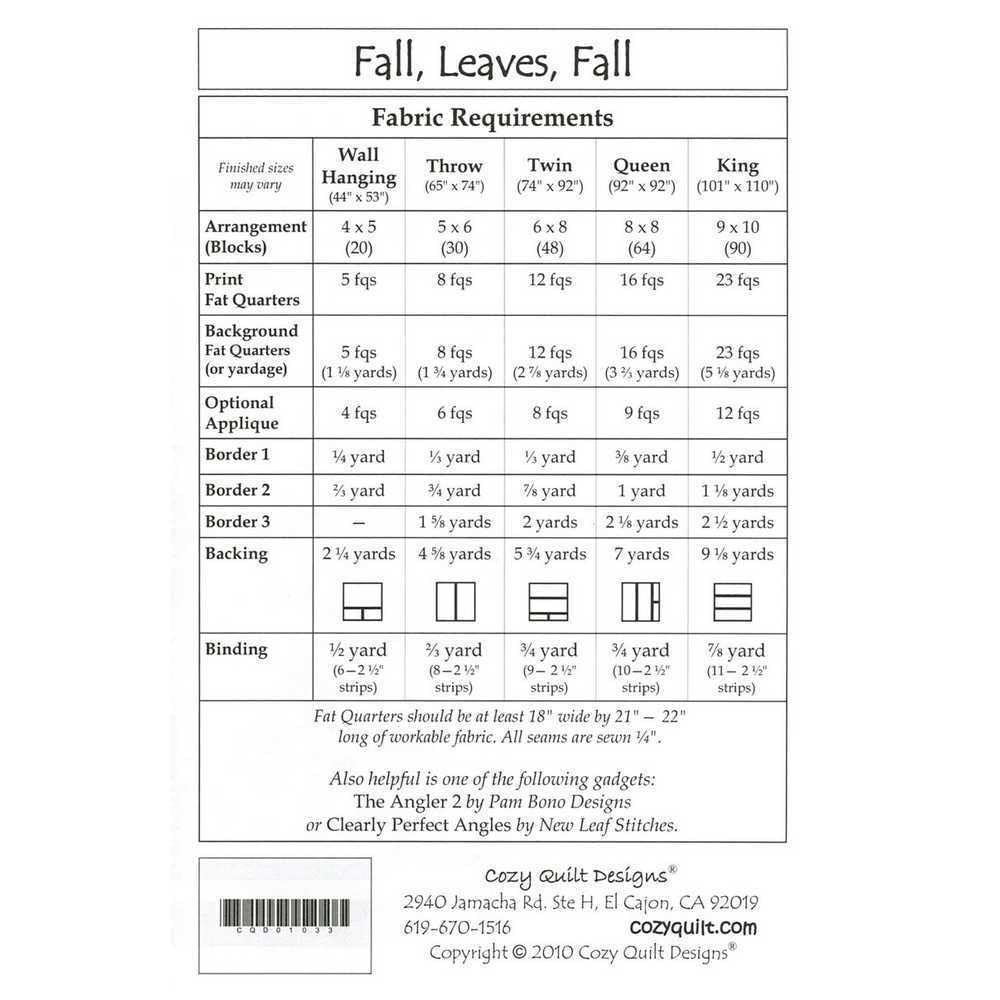 Fall, Leaves, Fall
Fabric Requirements
Finished sizes may vary | Wall Hanging (44" x 53") | Throw (65" x 74") | Twin (74" x 92") | Queen (92" x 92") | King (101" x 110")
Arrangement (Blocks) | 4 x 5 (20) | 5 x 6 (30) | 6 x 8 (48) | 8 x 8 (64) | 9 x 10 (90)
Print Fat Quarters | 5 fqs | 8 fqs | 12 fqs | 16 fqs | 23 fqs
Background Fat Quarters (or yardage) | 5 fqs (1 ⅛ yards) | 8 fqs (1 ¾ yards) | 12 fqs (2 ⅞ yards) | 16 fqs (3 ⅔ yards) | 23 fqs (5 ⅛ yards)
Optional Applique | 4 fqs | 6 fqs | 8 fqs | 9 fqs | 12 fqs
Border 1 | ¼ yard | ⅓ yard | ⅓ yard | ⅜ yard | ½ yard
Border 2 | ⅔ yard | ¾ yard | ⅞ yard | 1 yard | 1 ⅛ yards
Border 3 | — | 1 ⅝ yards | 2 yards | 2 ⅛ yards | 2 ½ yards
Backing | 2 ¼ yards | 4 ⅝ yards | 5 ¾ yards | 7 yards | 9 ⅛ yards
Binding | ½ yard (6—2 ½" strips) | ⅔ yard (8—2 ½" strips) | ¾ yard (9— 2 ½" strips) | ¾ yard (10—2 ½" strips) | ⅞ yard (11— 2 ½" strips)
Fat Quarters should be at least 18" wide by 21" — 22"
long of workable fabric. All seams are sewn ¼".
Also helpful is one of the following gadgets:
The Angler 2 by Pam Bono Designs
or Clearly Perfect Angles by New Leaf Stitches.
CQD01033
Cozy Quilt Designs®
2940 Jamacha Rd. Ste H, El Cajon, CA 92019
619-670-1516 cozyquilt.com
Copyright © 2010 Cozy Quilt Designs®